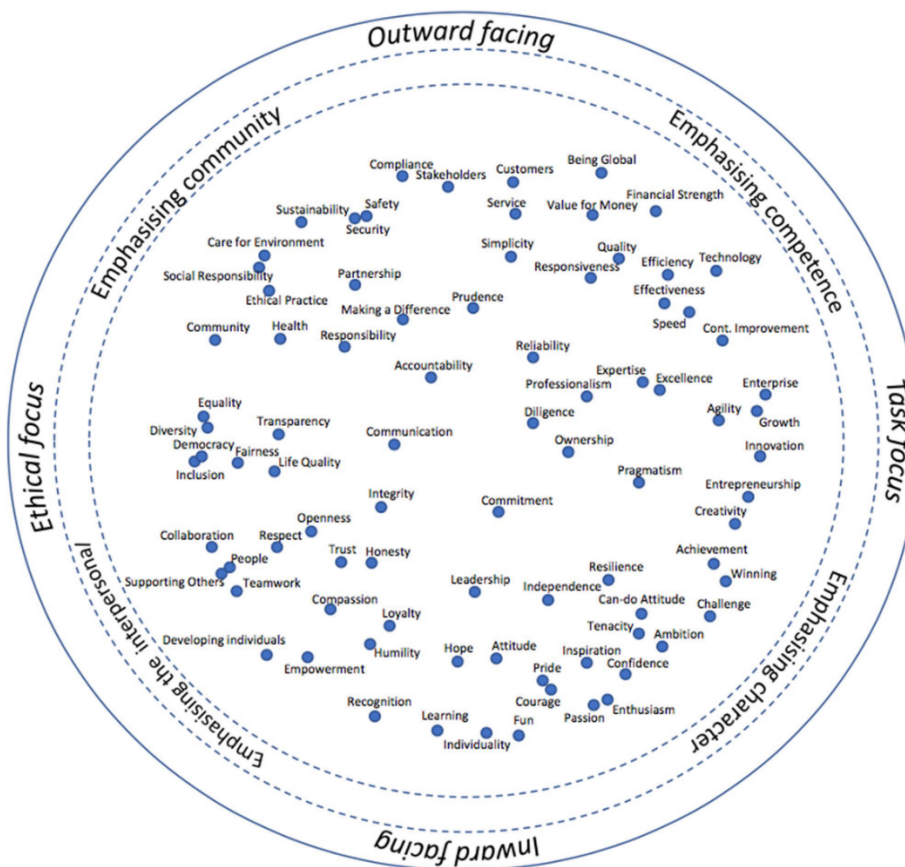 Outward facing
Emphasising community
Emphasising competence
Being Global
Compliance
Stakeholders
Customers
Financial Strength
Sustainability
Safety
Security
Service
Value for Money
Care for Environment
Simplicity
Quality
Social Responsibility
Partnership
Responsiveness
Efficiency
Technology
Ethical Practice
Making a Difference
Prudence
Effectiveness
Speed
Community
Health
Responsibility
Cont. Improvement
Reliability
Accountability
Expertise
Excellence
Professionalism
Enterprise
Equality
Diversity
Transparency
Diligence
Agility
Growth
Democracy
Fairness
Communication
Ownership
Innovation
Inclusion
Life Quality
Pragmatism
Ethical focus
Task focus
Integrity
Commitment
Entrepreneurship
Openness
Creativity
Collaboration
Respect
People
Trust
Honesty
Achievement
Supporting Others
Teamwork
Leadership
Independence
Resilience
Winning
Compassion
Loyalty
Can-do Attitude
Challenge
Tenacity
Developing individuals
Humility
Empowerment
Hope
Attitude
Inspiration
Ambition
Pride
Confidence
Courage
Recognition
Learning
Fun
Passion
Enthusiasm
Individuality
Emphasising the interpersonal
Emphasising character
Inward facing